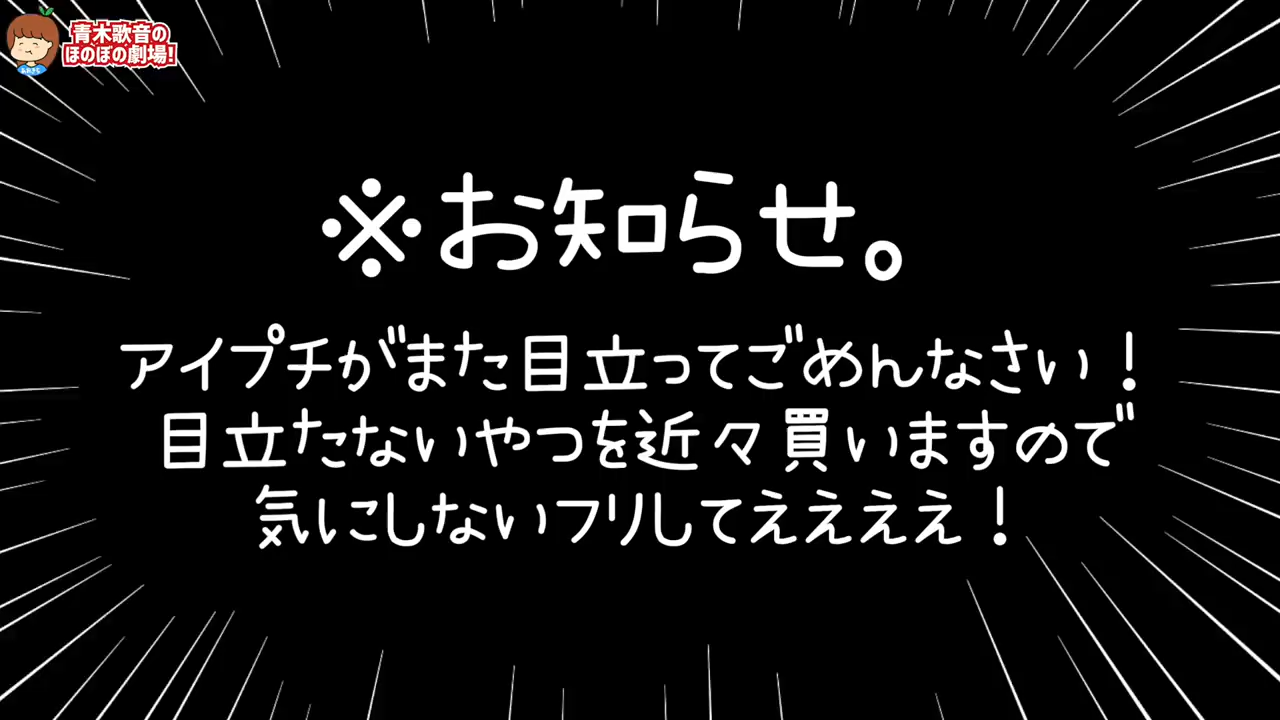 青木歌音の
ほのぼの劇場!
※お知らせ。
アイプチがまた目立ってごめんなさい！
目立たないやつを近々買いますので
気にしないフリしてええええ！